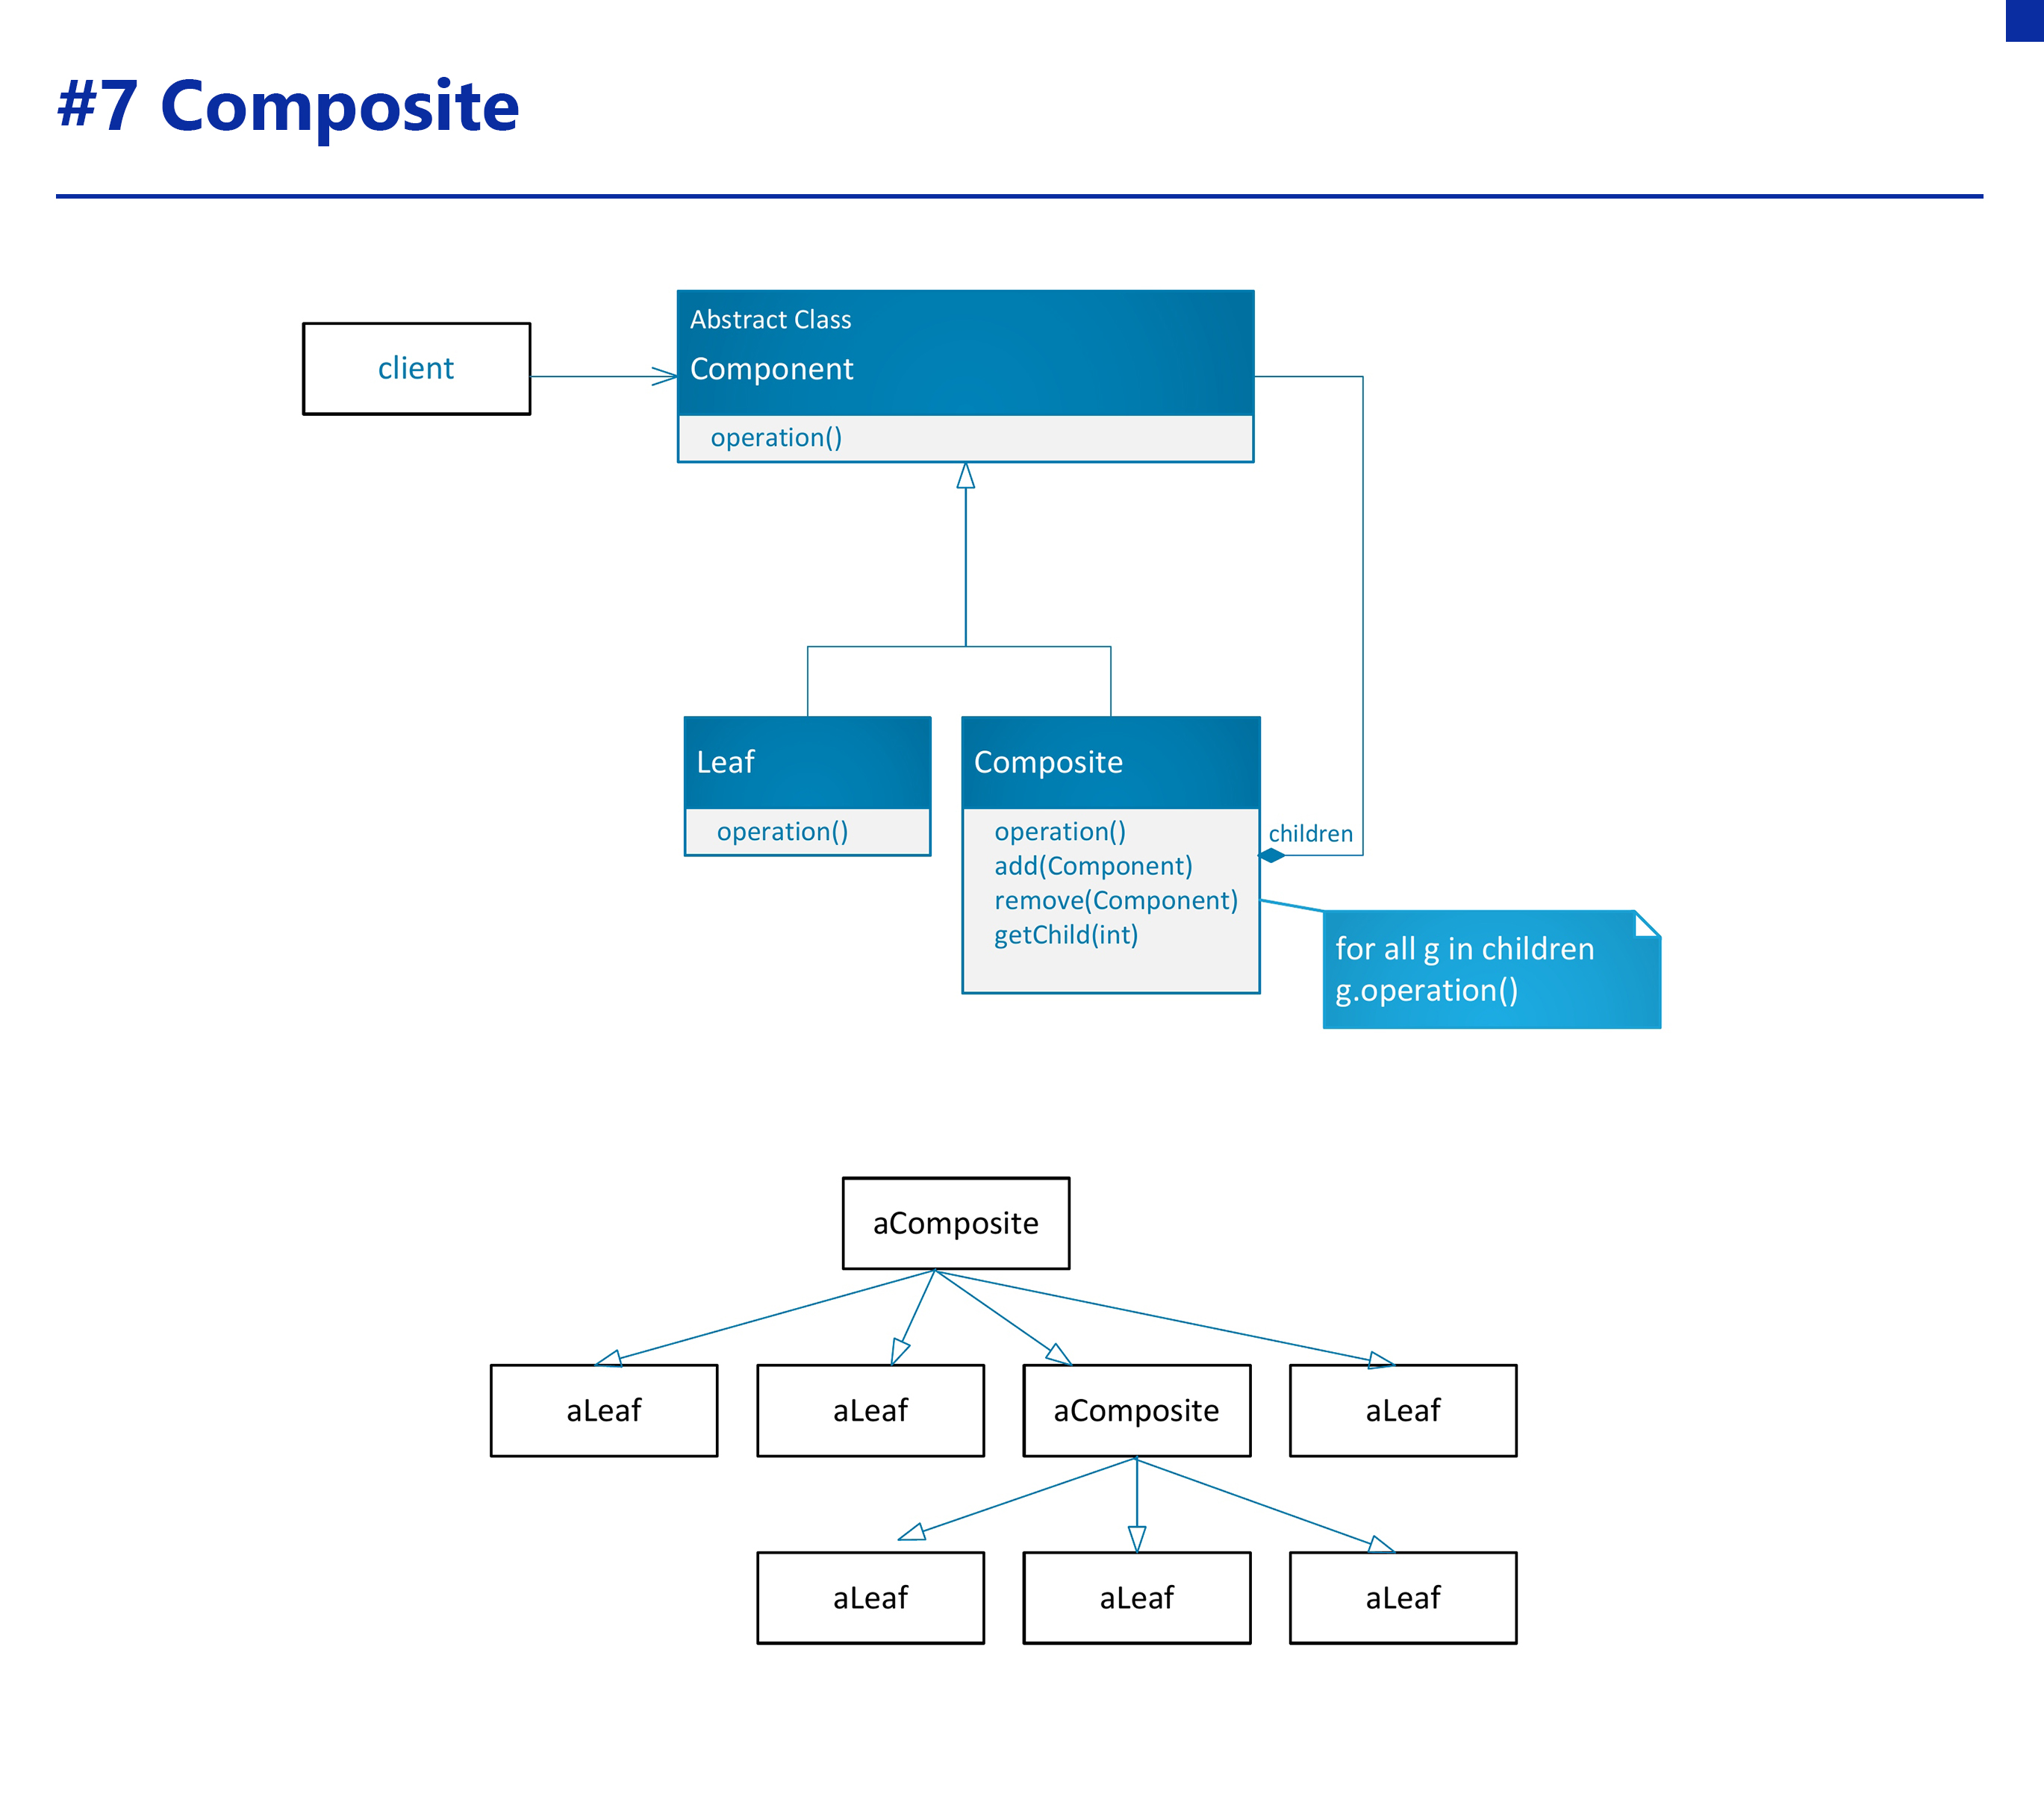 #7 Composite
client
Abstract Class
Component
operation()
Leaf
operation()
Composite
operation()
add(Component)
remove(Component)
getChild(int)
children
for all g in children
g.operation()
aComposite
aLeaf
aLeaf
aComposite
aLeaf
aLeaf
aLeaf
aLeaf